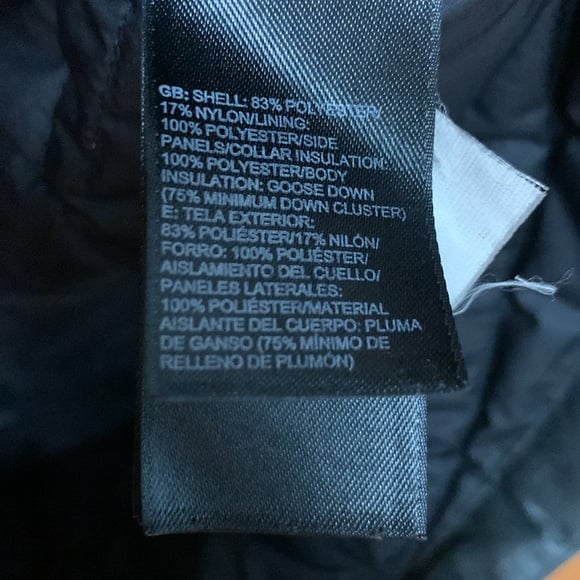 GB: SHELL: 83% POLYESTER/
17% NYLON/LINING:
100% POLYESTER/SIDE
PANELS/COLLAR INSULATION:
100% POLYESTER/BODY
INSULATION: GOOSE DOWN
(75% MINIMUM DOWN CLUSTER)
E: TELA EXTERIOR:
83% POLIÉSTER/17% NILÓN/
FORRO: 100% POLIÉSTER/
AISLAMIENTO DEL CUELLO/
PANELES LATERALES:
100% POLIÉSTER/MATERIAL
AISLANTE DEL CUERPO: PLUMA
DE GANSO (75% MÍNIMO DE
RELLENO DE PLUMÓN)